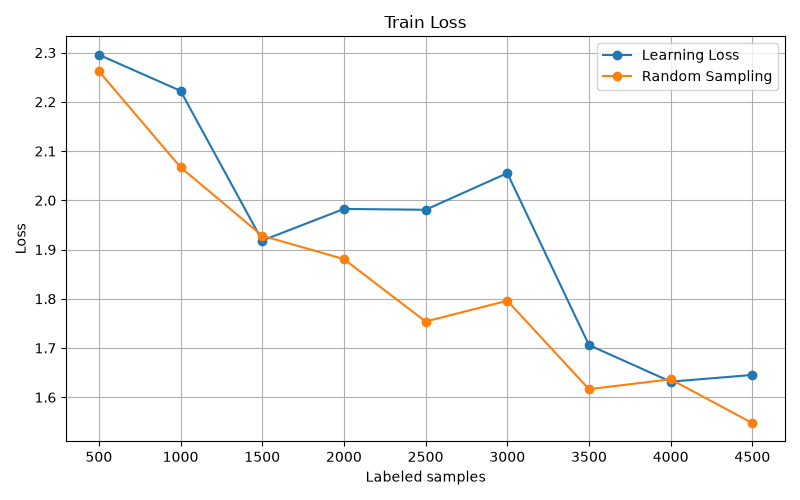 Train Loss
Learning Loss
Random Sampling
Loss
2.3
2.2
2.1
2.0
1.9
1.8
1.7
1.6
500 1000 1500 2000 2500 3000 3500 4000 4500
Labeled samples